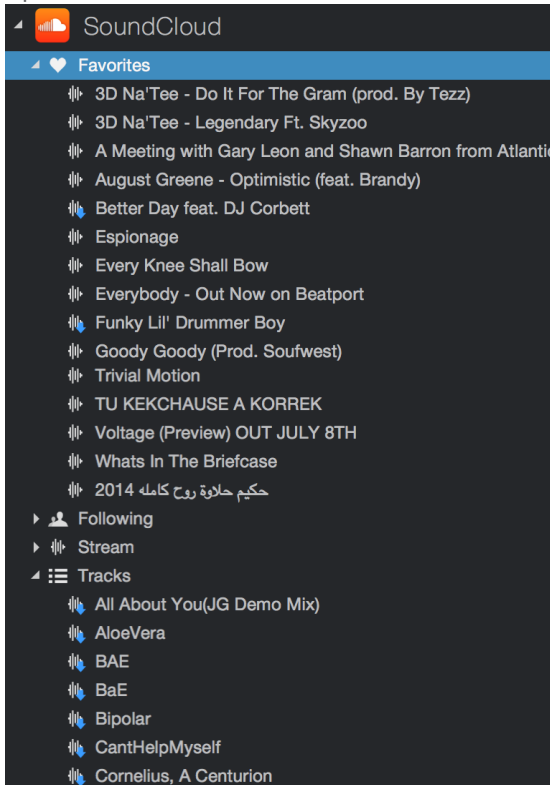 SoundCloud
Favorites
3D Na'Tee - Do It For The Gram (prod. By Tezz)
3D Na'Tee - Legendary Ft. Skyzoo
A Meeting with Gary Leon and Shawn Barron from Atlantic
August Greene - Optimistic (feat. Brandy)
Better Day feat. DJ Corbett
Espionage
Every Knee Shall Bow
Everybody - Out Now on Beatport
Funky Lil' Drummer Boy
Goody Goody (Prod. Soufwest)
Trivial Motion
TU KEKCHAUSE A KORREK
Voltage (Preview) OUT JULY 8TH
Whats In The Briefcase
حكيم حلاوة روح كامله 2014
Following
Stream
Tracks
All About You(JG Demo Mix)
AloeVera
BAE
BaE
Bipolar
CantHelpMyself
Cornelius, A Centurion